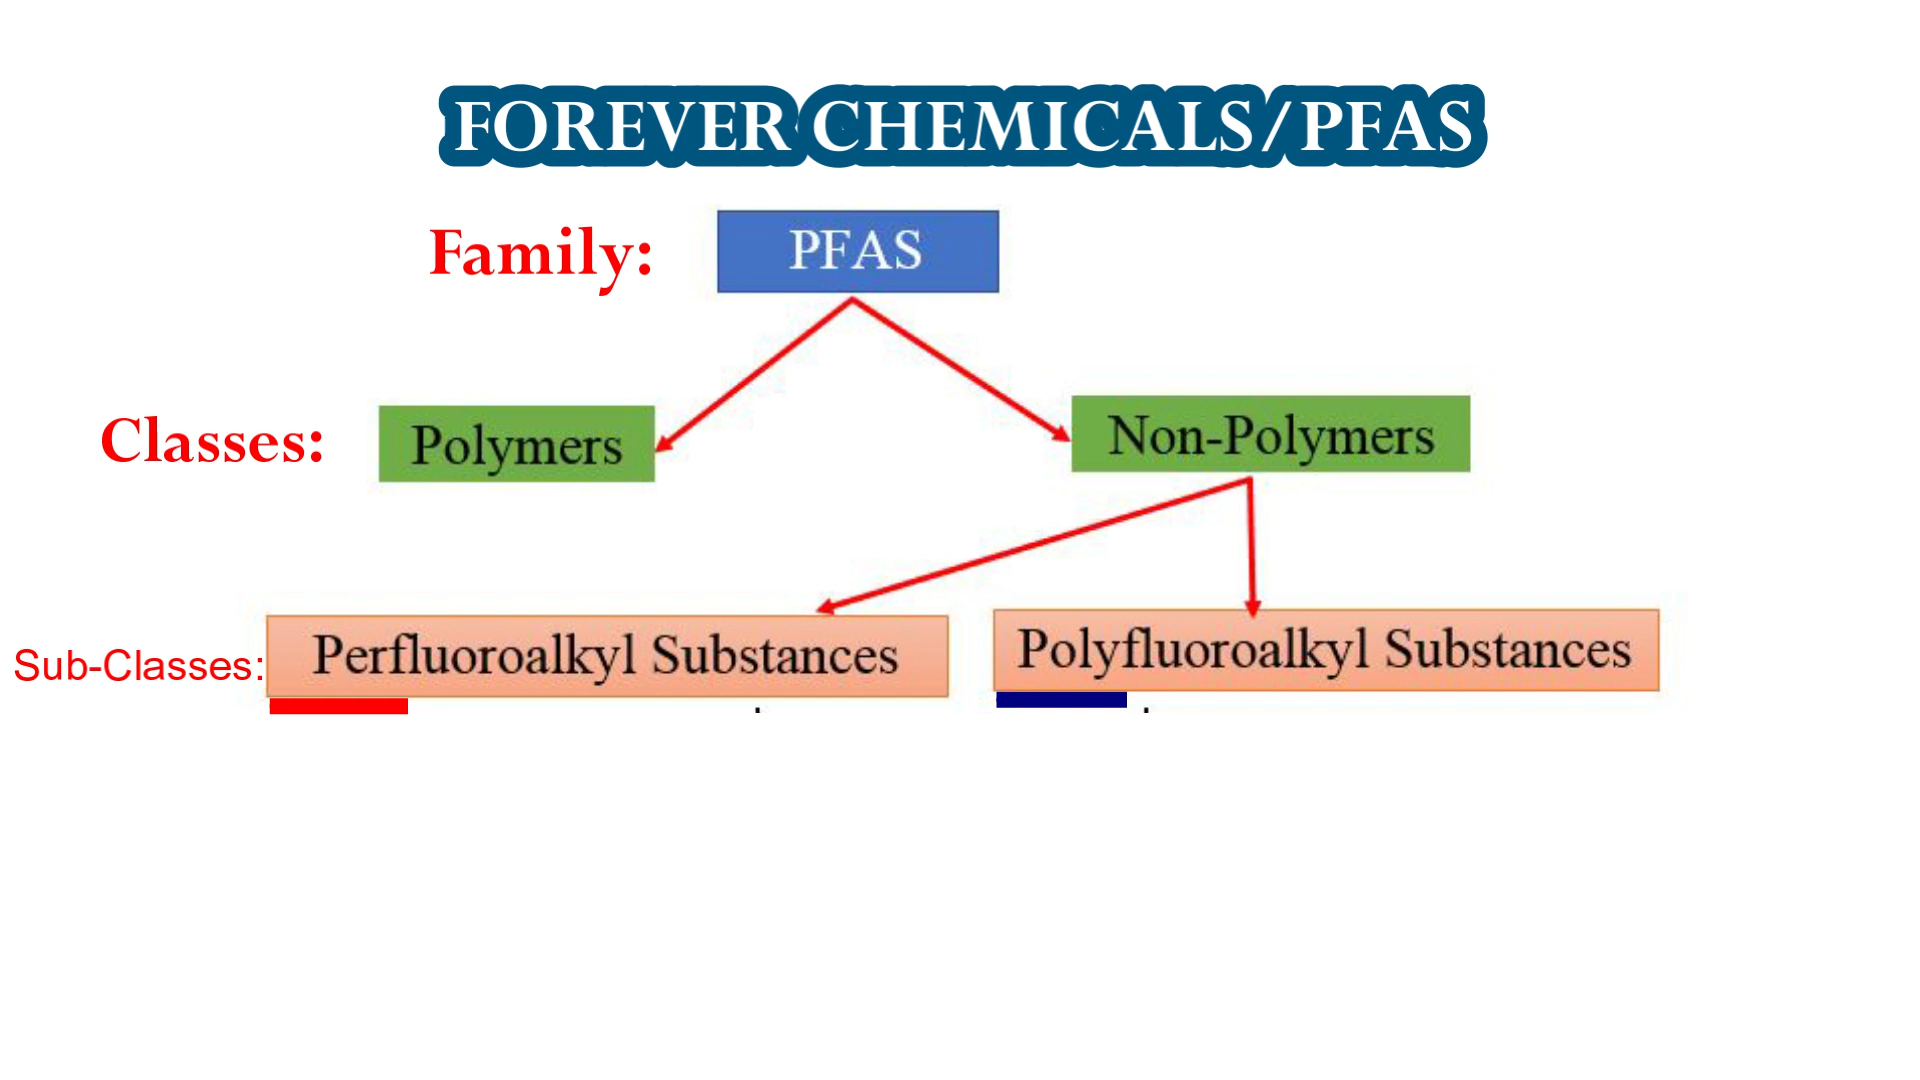 FOREVER CHEMICALS/PFAS
Family:
PFAS
Classes:
Polymers
Non-Polymers
Sub-Classes:
Perfluoroalkyl Substances
Polyfluoroalkyl Substances
.
.